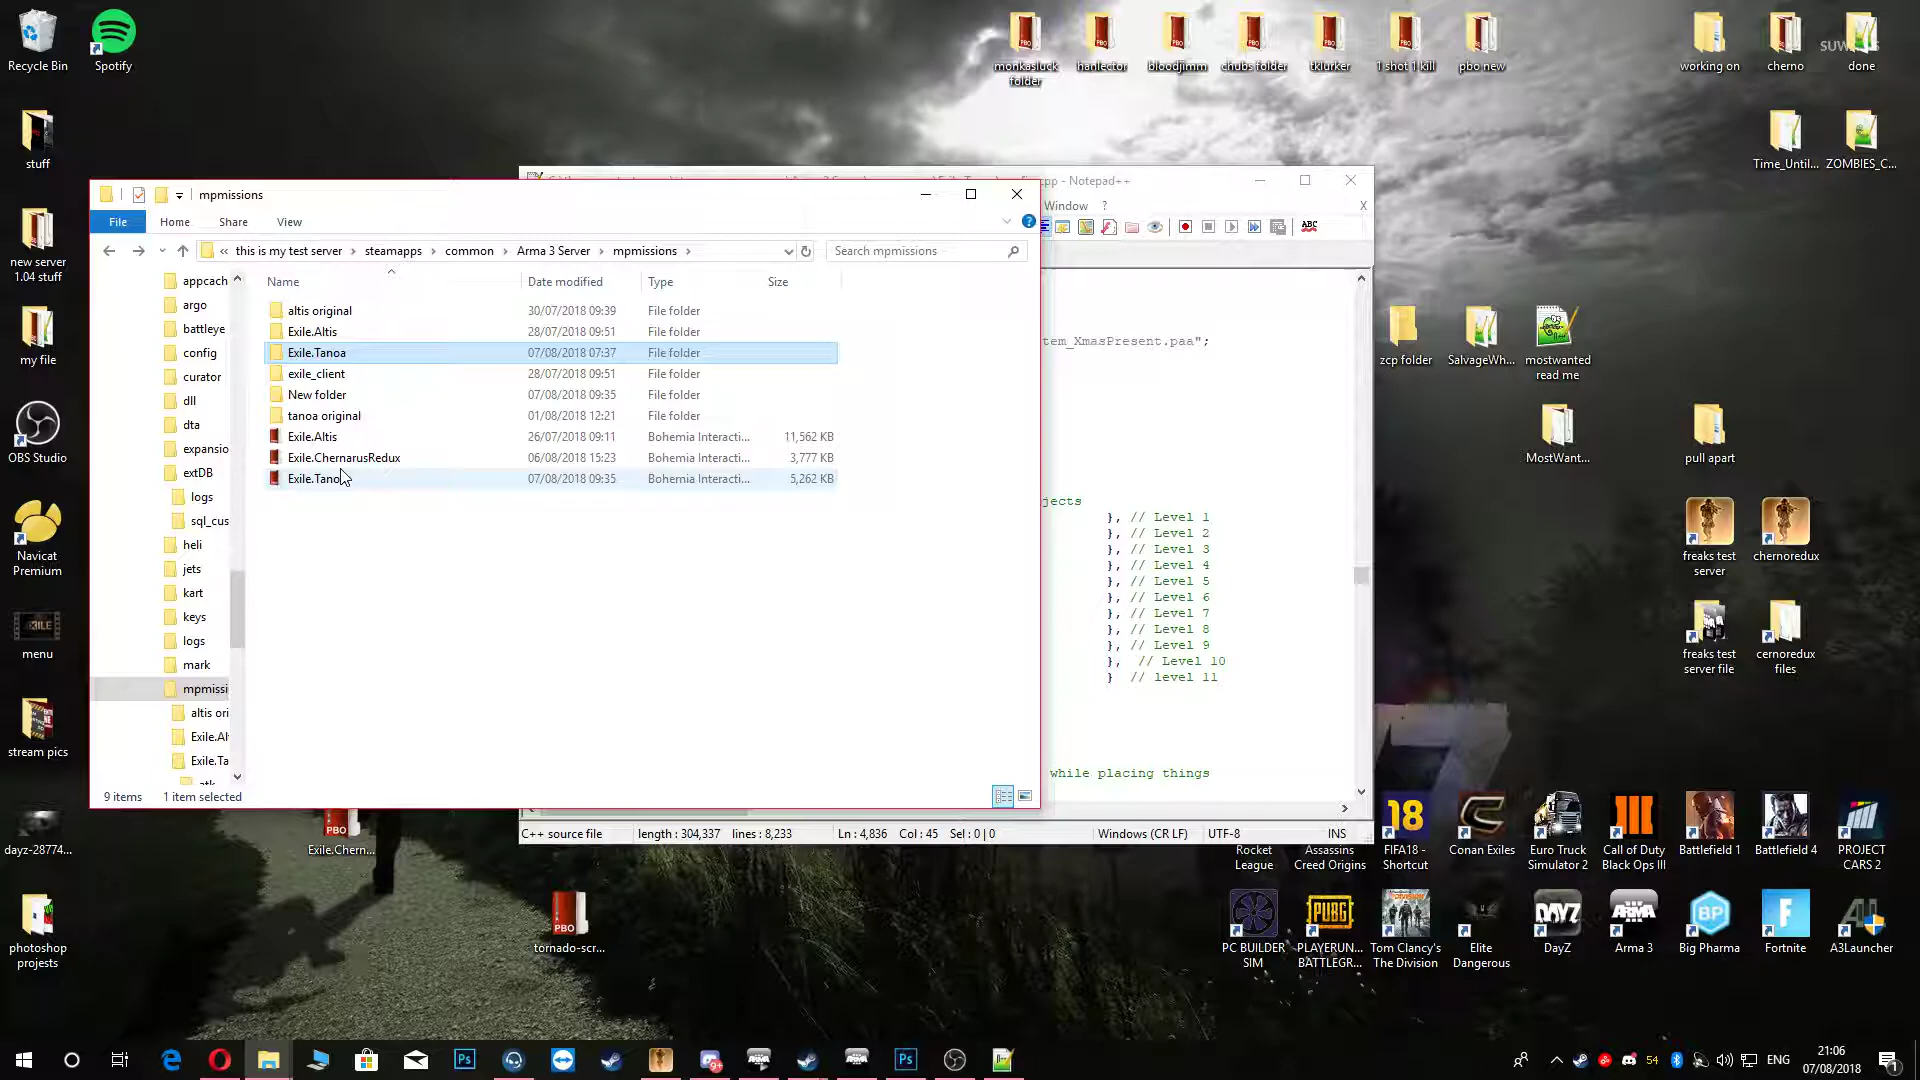 Recycle Bin
Spotify
stuff
new server
1.04 stuff
my file
OBS Studio
Navicat
Premium
menu
stream pics
dayz-28774...
photoshop
projests
monkasluck
folder
hanlector
bloodjimm
chubs folder
tklurker
1 shot 1 kill
pbo new
working on
cherno
done
Time_Until...
ZOMBIES_C...
mpmissions
File
Home
Share
View
« this is my test server > steamapps > common > Arma 3 Server > mpmissions >
Search mpmissions
appcach
argo
battleye
config
curator
dll
dta
expansio
extDB
logs
sql_cus
heli
jets
kart
keys
logs
mark
mpmissi
altis ori
Exile.Al
Exile.Ta
Name Date modified Type Size
altis original 30/07/2018 09:39 File folder
Exile.Altis 28/07/2018 09:51 File folder
Exile.Tanoa 07/08/2018 07:37 File folder
exile_client 28/07/2018 09:51 File folder
New folder 07/08/2018 09:35 File folder
tanoa original 01/08/2018 12:21 File folder
Exile.Altis 26/07/2018 09:11 Bohemia Interacti... 11,562 KB
Exile.ChernarusRedux 06/08/2018 15:23 Bohemia Interacti... 3,777 KB
Exile.Tano 07/08/2018 09:35 Bohemia Interacti... 5,262 KB
9 items 1 item selected
pp - Notepad++
Window ?
X
ABC
tem_XmasPresent.paa";
jects
}, // Level 1
}, // Level 2
}, // Level 3
}, // Level 4
}, // Level 5
}, // Level 6
}, // Level 7
}, // Level 8
}, // Level 9
}, // Level 10
} // level 11
while placing things
C++ source file length : 304,337 lines : 8,233 Ln : 4,836 Col : 45 Sel : 0 | 0 Windows (CR LF) UTF-8 INS
zcp folder
SalvageWh...
mostwanted
read me
MostWant...
pull apart
freaks test
server
chernoredux
freaks test
server file
cernoredux
files
PBO
Exile.Chern...
PBO
tornado-scr...
Rocket
League
Assassins
Creed Origins
18
FIFA18 -
Shortcut
Conan Exiles
Euro Truck
Simulator 2
Call of Duty
Black Ops III
Battlefield 1
Battlefield 4
PROJECT
CARS 2
PC BUILDER
SIM
PUBG
PLAYERUN...
BATTLEGR...
Tom Clancy's
The Division
Elite
Dangerous
DAYZ
DayZ
ARMA
Arma 3
BP
Big Pharma
F
Fortnite
A3Launcher
Ps
9+
Ps
54
ENG
21:06
07/08/2018
1